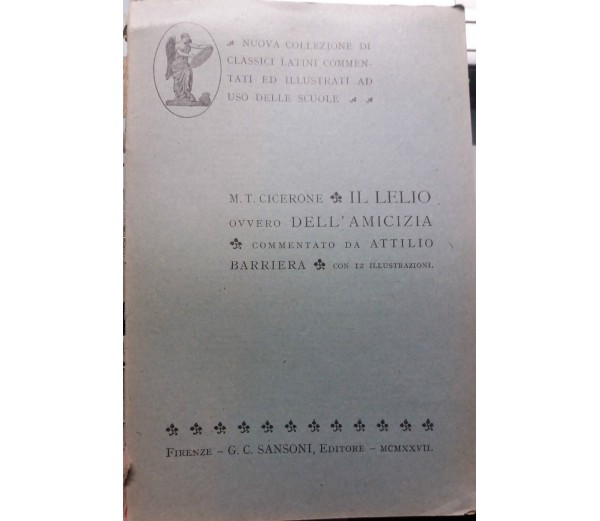 NUOVA COLLEZIONE DI
CLASSICI LATINI COMMEN-
TATI ED ILLUSTRATI AD
USO DELLE SCUOLE
M. T. CICERONE IL LELIO
OVVERO DELL'AMICIZIA
COMMENTATO DA ATTILIO
BARRIERA CON 12 ILLUSTRAZIONI.
FIRENZE – G. C. SANSONI, EDITORE – MCMXXVII.